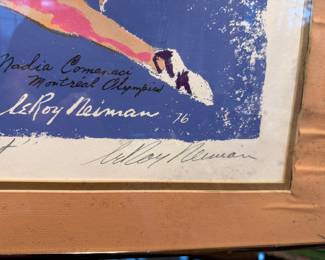 Nadia Comaneci
Montreal Olympics
LeRoy Neiman 76
LeRoy Neiman